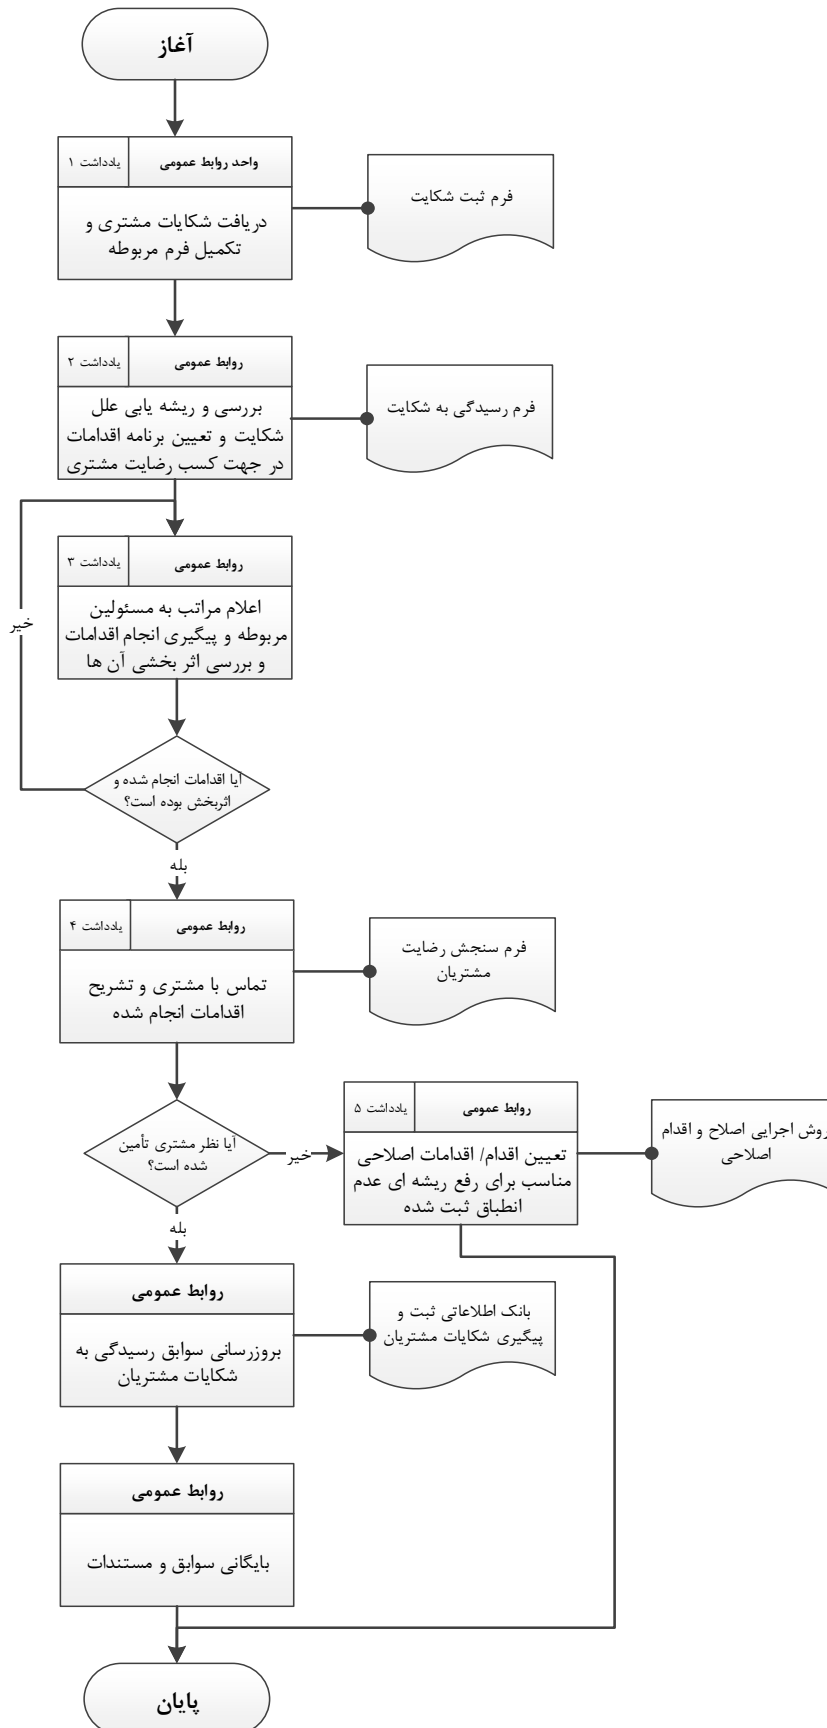 آغاز
واحد روابط عمومی
یادداشت ۱
دریافت شکایات مشتری و
تکمیل فرم مربوطه
فرم ثبت شکایت
روابط عمومی
یادداشت ۲
بررسی و ریشه یابی علل
شکایت و تعیین برنامه اقدامات
در جهت کسب رضایت مشتری
فرم رسیدگی به شکایت
روابط عمومی
یادداشت ۳
اعلام مراتب به مسئولین
مربوطه و پیگیری انجام اقدامات
و بررسی اثر بخشی آن ها
خیر
آیا اقدامات انجام شده و
اثربخش بوده است؟
بله
روابط عمومی
یادداشت ۴
تماس با مشتری و تشریح
اقدامات انجام شده
فرم سنجش رضایت
مشتریان
آیا نظر مشتری تأمین
شده است؟
خیر
روابط عمومی
یادداشت ۵
تعیین اقدام/ اقدامات اصلاحی
مناسب برای رفع ریشه ای عدم
انطباق ثبت شده
روش اجرایی اصلاح و اقدام
اصلاحی
بله
روابط عمومی
بروزرسانی سوابق رسیدگی به
شکایات مشتریان
بانک اطلاعاتی ثبت و
پیگیری شکایات مشتریان
روابط عمومی
بایگانی سوابق و مستندات
پایان